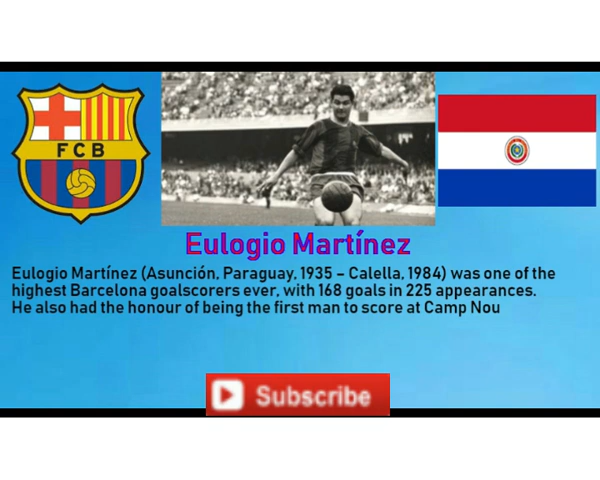 FCB
Eulogio Martínez
Eulogio Martínez (Asunción, Paraguay, 1935 – Calella, 1984) was one of the
highest Barcelona goalscorers ever, with 168 goals in 225 appearances.
He also had the honour of being the first man to score at Camp Nou
Subscribe